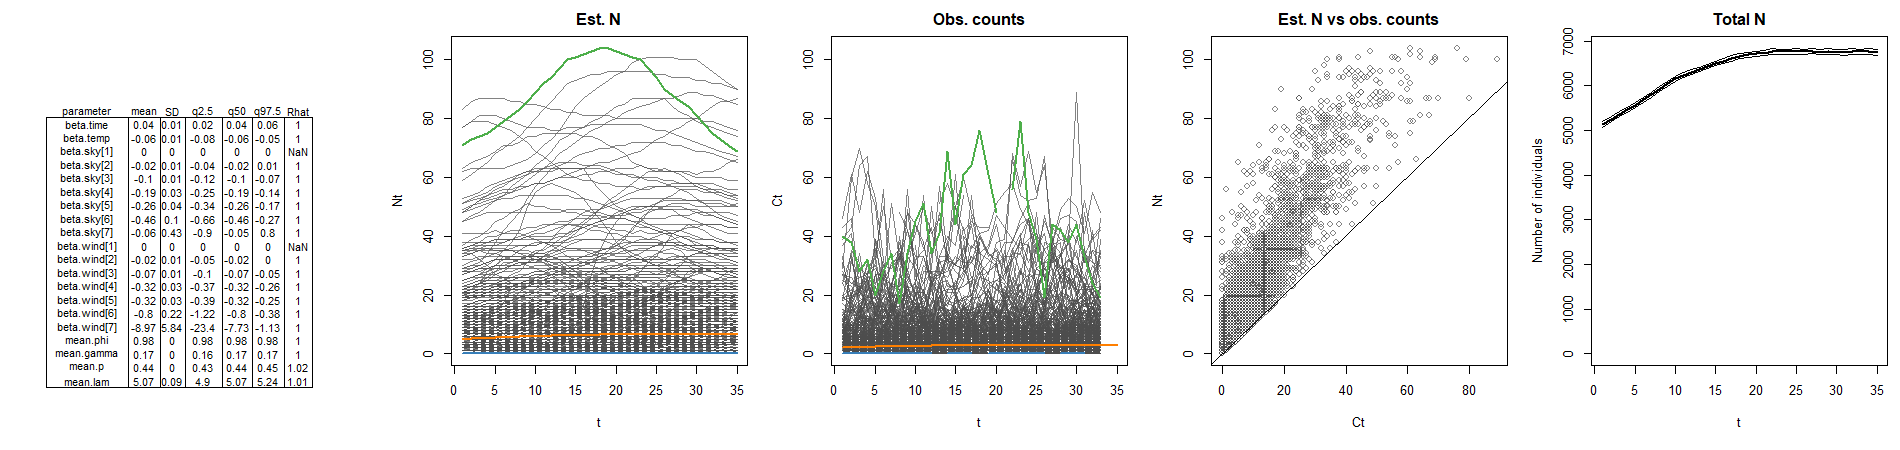 parameter mean SD q2.5 q50 q97.5 Rhat
beta.time 0.04 0.01 0.02 0.04 0.06 1
beta.temp -0.06 0.01 -0.08 -0.06 -0.05 1
beta.sky[1] 0 0 0 0 0 NaN
beta.sky[2] -0.02 0.01 -0.04 -0.02 0.01 1
beta.sky[3] -0.1 0.01 -0.12 -0.1 -0.07 1
beta.sky[4] -0.19 0.03 -0.25 -0.19 -0.14 1
beta.sky[5] -0.26 0.04 -0.34 -0.26 -0.17 1
beta.sky[6] -0.46 0.1 -0.66 -0.46 -0.27 1
beta.sky[7] -0.06 0.43 -0.9 -0.05 0.8 1
beta.wind[1] 0 0 0 0 0 NaN
beta.wind[2] -0.02 0.01 -0.05 -0.02 0 1
beta.wind[3] -0.07 0.01 -0.1 -0.07 -0.05 1
beta.wind[4] -0.32 0.03 -0.37 -0.32 -0.26 1
beta.wind[5] -0.32 0.03 -0.39 -0.32 -0.25 1
beta.wind[6] -0.8 0.22 -1.22 -0.8 -0.38 1
beta.wind[7] -8.97 5.84 -23.4 -7.73 -1.13 1
mean.phi 0.98 0 0.98 0.98 0.98 1
mean.gamma 0.17 0 0.16 0.17 0.17 1
mean.p 0.44 0 0.43 0.44 0.45 1.02
mean.lam 5.07 0.09 4.9 5.07 5.24 1.01
Est. N
Nt
100
80
60
40
20
0
0 5 10 15 20 25 30 35
t
Obs. counts
Ct
100
80
60
40
20
0
0 5 10 15 20 25 30 35
t
Est. N vs obs. counts
Nt
100
80
60
40
20
0
0 20 40 60 80
Ct
Total N
Number of individuals
7000
6000
5000
4000
3000
2000
1000
0
0 5 10 15 20 25 30 35
t